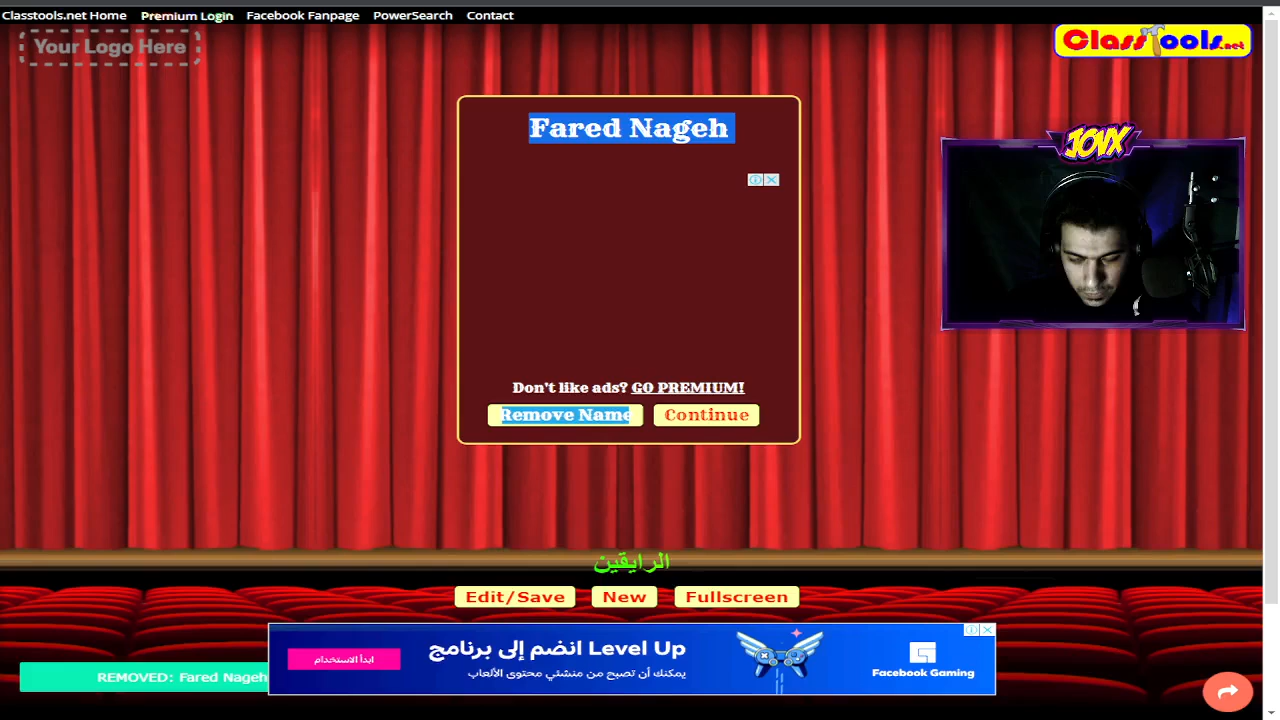 Classtools.net Home Premium Login Facebook Fanpage PowerSearch Contact
Your Logo Here
ClassTools.net
Fared Nageh
JOVX
Don't like ads? GO PREMIUM!
Remove Name Continue
الرايقين
Edit/Save New Fullscreen
انضم إلى برنامج Level Up
يمكنك أن تصبح من منشئي محتوى الألعاب
ابدأ الاستخدام
Facebook Gaming
REMOVED: Fared Nageh